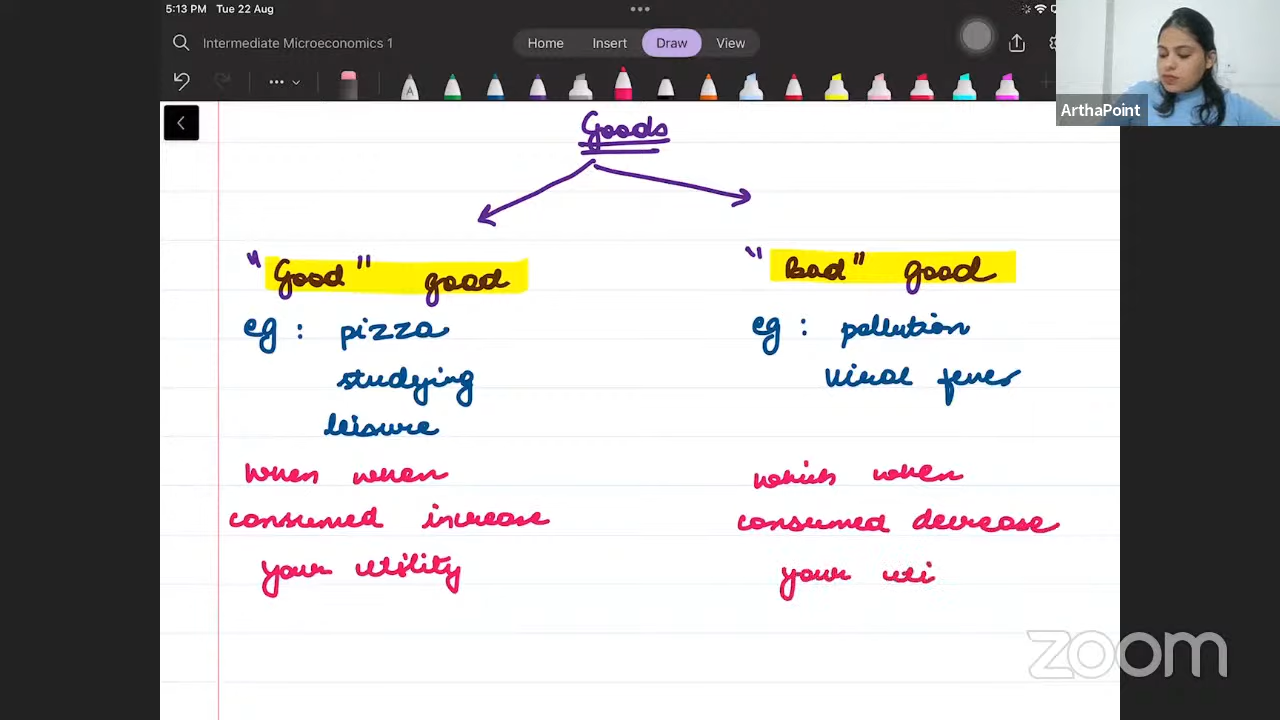 5:13 PM Tue 22 Aug
Intermediate Microeconomics 1
Home Insert Draw View
A
ArthaPoint
Goods
"Good" good
"Bad" good
eg : pizza
studying
leisure
eg : pollution
viral fever
when when
consumed increase
your utility
which when
consumed decrease
your uti
zoom